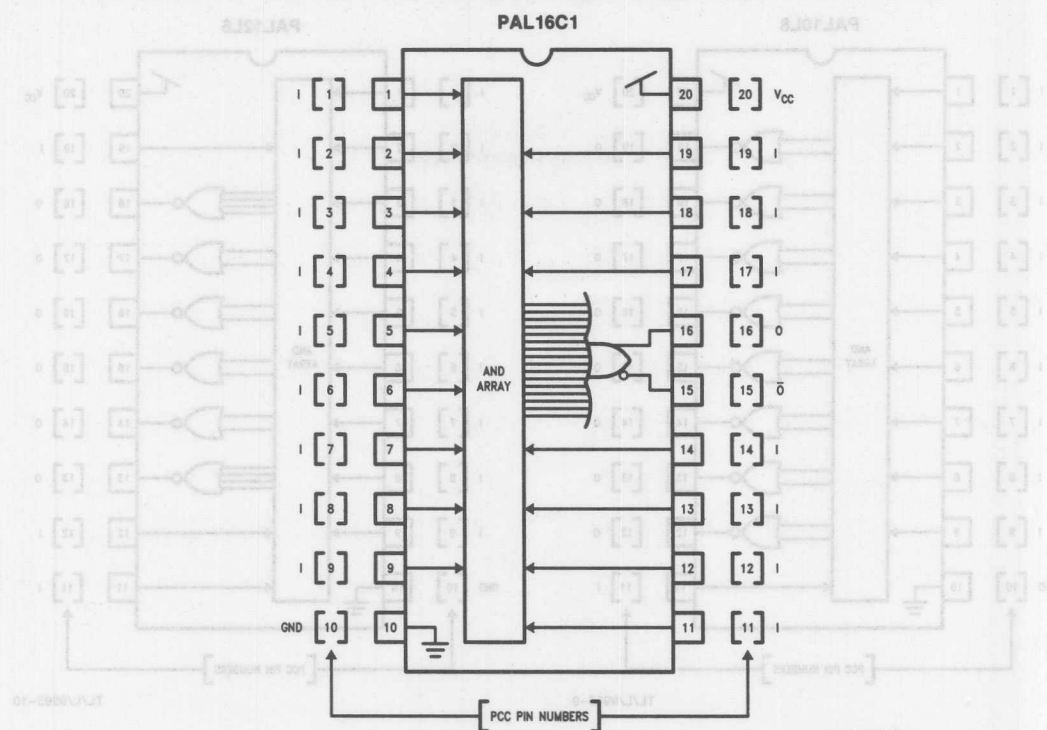 PAL16C1
I [1] 1 20 [20] VCC
I [2] 2 19 [19] I
I [3] 3 18 [18] I
I [4] 4 17 [17] I
I [5] 5 16 [16] O
I [6] 6 AND ARRAY 15 [15] O̅
I [7] 7 14 [14] I
I [8] 8 13 [13] I
I [9] 9 12 [12] I
GND [10] 10 11 [11] I
PCC PIN NUMBERS